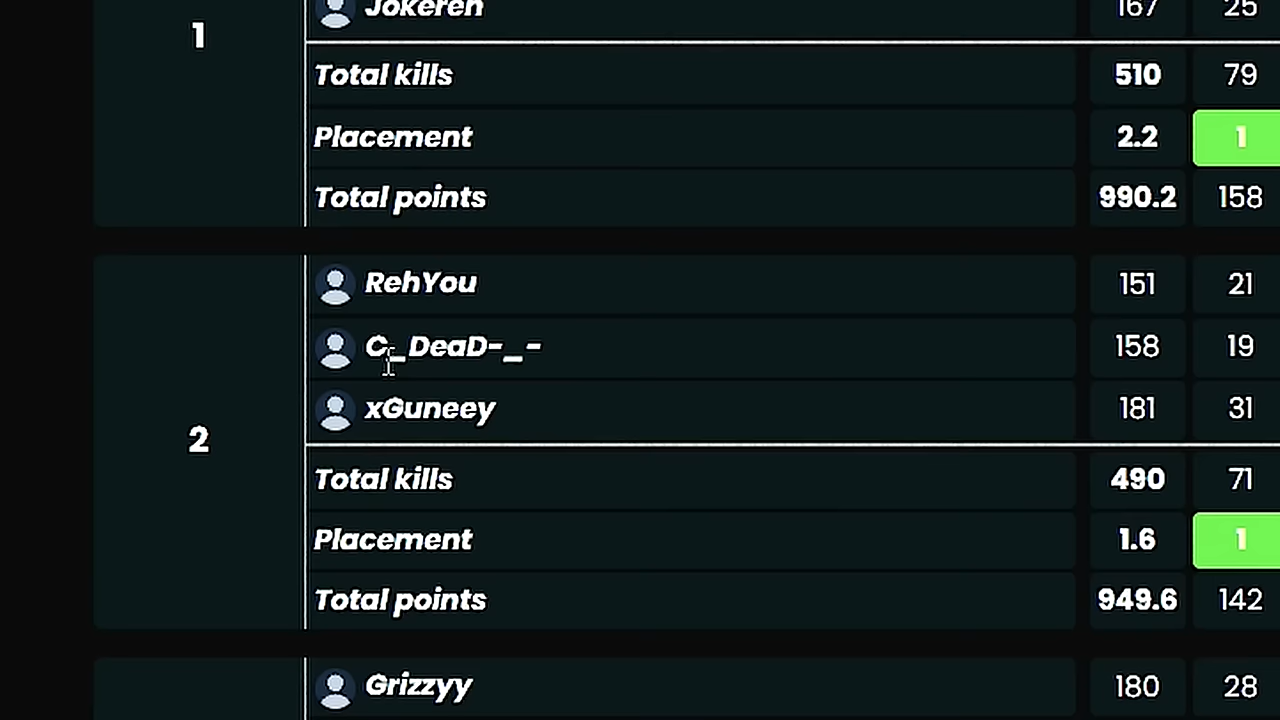 Jokeren 167 25
1
Total kills 510 79
Placement 2.2 1
Total points 990.2 158
RehYou 151 21
C_DeaD-_- 158 19
xGuneey 181 31
2
Total kills 490 71
Placement 1.6 1
Total points 949.6 142
Grizzyy 180 28